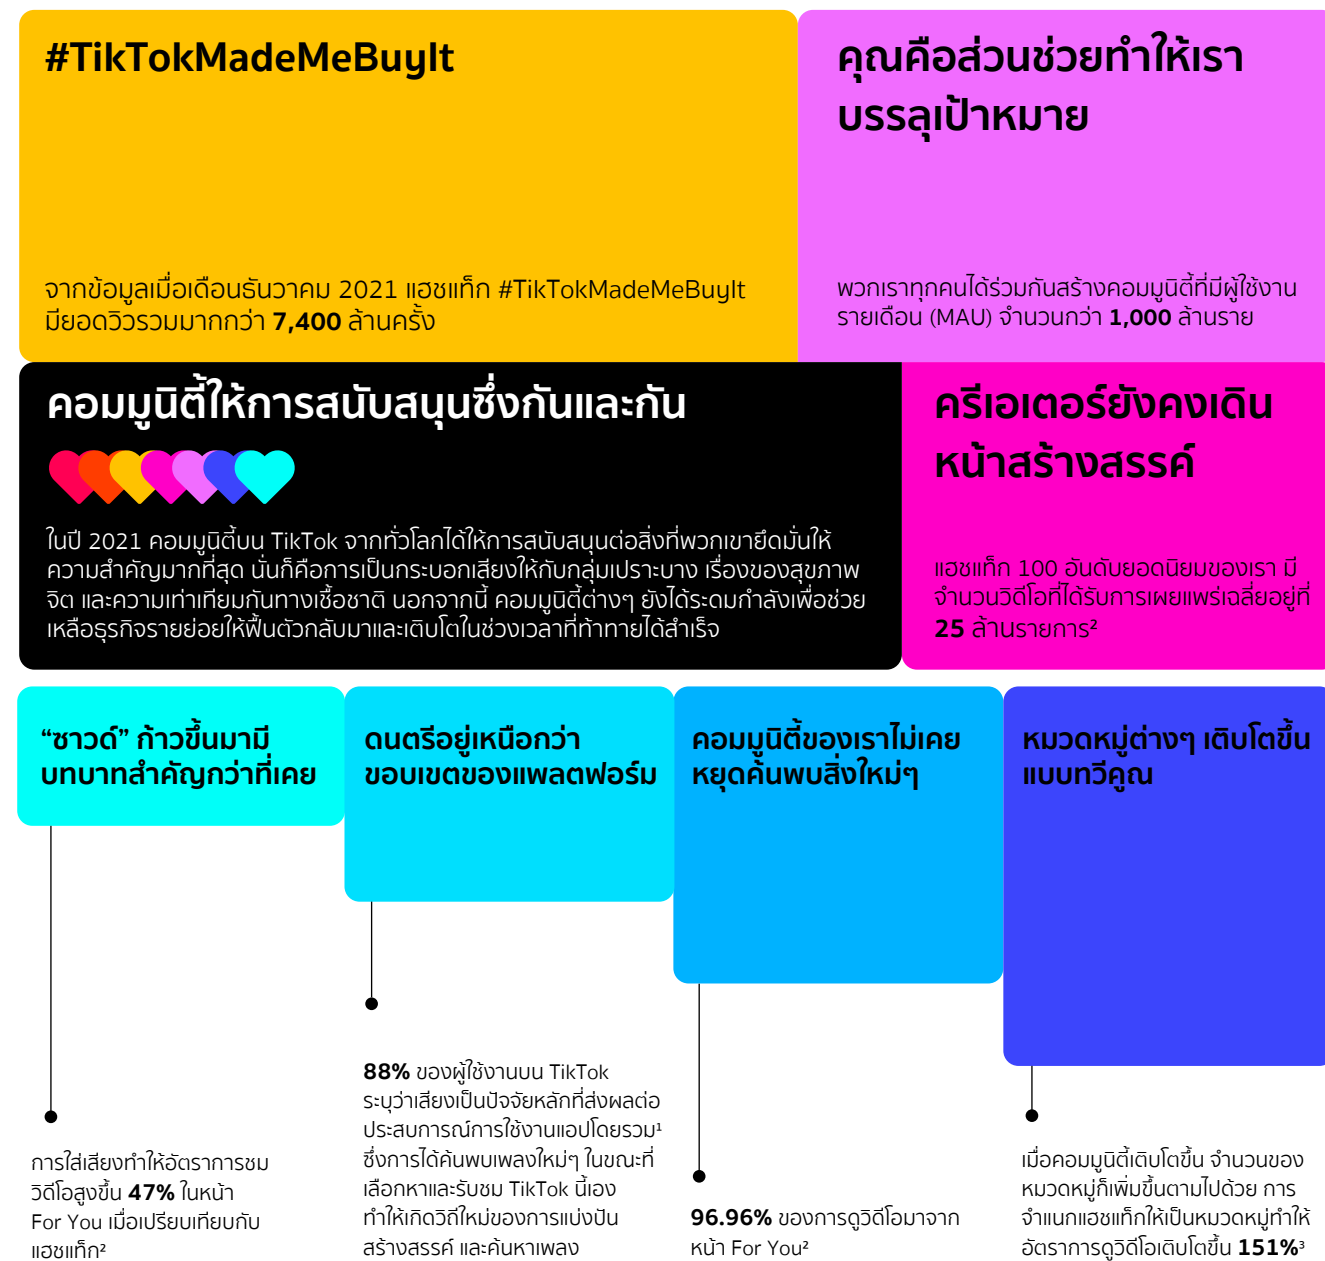 #TikTokMadeMeBuyIt
จากข้อมูลเมื่อเดือนธันวาคม 2021 แฮชแท็ก #TikTokMadeMeBuyIt
มียอดวิวรวมมากกว่า 7,400 ล้านครั้ง
คุณคือส่วนช่วยทำให้เรา
บรรลุเป้าหมาย
พวกเราทุกคนได้ร่วมกันสร้างคอมมูนิตี้ที่มีผู้ใช้งาน
รายเดือน (MAU) จำนวนกว่า 1,000 ล้านราย
คอมมูนิตี้ให้การสนับสนุนซึ่งกันและกัน
ในปี 2021 คอมมูนิตี้บน TikTok จากทั่วโลกได้ให้การสนับสนุนต่อสิ่งที่พวกเขายึดมั่นให้
ความสำคัญมากที่สุด นั่นก็คือการเป็นกระบอกเสียงให้กับกลุ่มเปราะบาง เรื่องของสุขภาพ
จิต และความเท่าเทียมกันทางเชื้อชาติ นอกจากนี้ คอมมูนิตี้ต่างๆ ยังได้ระดมกำลังเพื่อช่วย
เหลือธุรกิจรายย่อยให้ฟื้นตัวกลับมาและเติบโตในช่วงเวลาที่ท้าทายได้สำเร็จ
ครีเอเตอร์ยังคงเดิน
หน้าสร้างสรรค์
แฮชแท็ก 100 อันดับยอดนิยมของเรา มี
จำนวนวิดีโอที่ได้รับการเผยแพร่เฉลี่ยอยู่ที่
25 ล้านรายการ²
“ซาวด์” ก้าวขึ้นมามี
บทบาทสำคัญกว่าที่เคย
การใส่เสียงทำให้อัตราการชม
วิดีโอสูงขึ้น 47% ในหน้า
For You เมื่อเปรียบเทียบกับ
แฮชแท็ก²
ดนตรีอยู่เหนือกว่า
ขอบเขตของแพลตฟอร์ม
88% ของผู้ใช้งานบน TikTok
ระบุว่าเสียงเป็นปัจจัยหลักที่ส่งผลต่อ
ประสบการณ์การใช้งานแอปโดยรวม¹
ซึ่งการได้ค้นพบเพลงใหม่ๆ ในขณะที่
เลือกหาและรับชม TikTok นี้เอง
ทำให้เกิดวิถีใหม่ของการแบ่งปัน
สร้างสรรค์ และค้นหาเพลง
คอมมูนิตี้ของเราไม่เคย
หยุดค้นพบสิ่งใหม่ๆ
96.96% ของการดูวิดีโอมาจาก
หน้า For You²
หมวดหมู่ต่างๆ เติบโตขึ้น
แบบทวีคูณ
เมื่อคอมมูนิตี้เติบโตขึ้น จำนวนของ
หมวดหมู่ก็เพิ่มขึ้นตามไปด้วย การ
จำแนกแฮชแท็กให้เป็นหมวดหมู่ทำให้
อัตราการดูวิดีโอเติบโตขึ้น 151%³